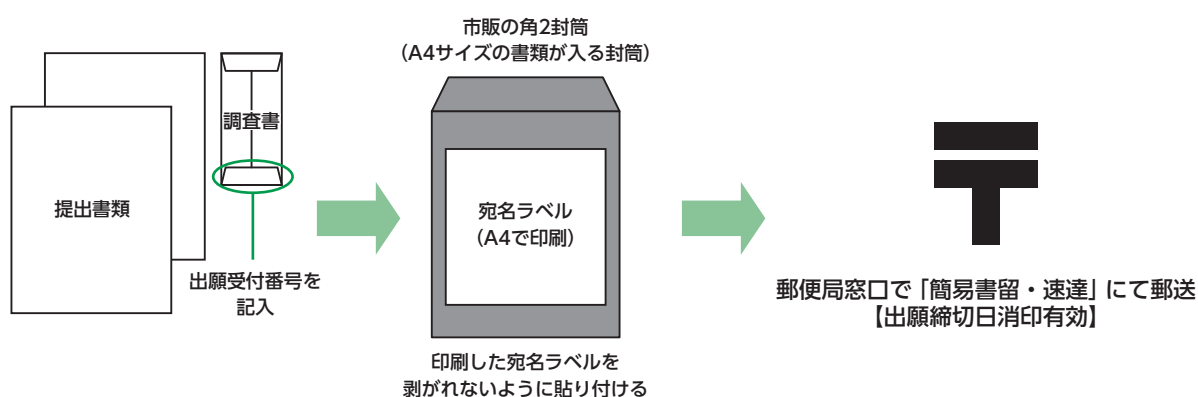 提出書類
調査書
出願受付番号を
記入
市販の角2封筒
（A4サイズの書類が入る封筒）
宛名ラベル
（A4で印刷）
印刷した宛名ラベルを
剥がれないように貼り付ける
郵便局窓口で「簡易書留・速達」にて郵送
【出願締切日消印有効】